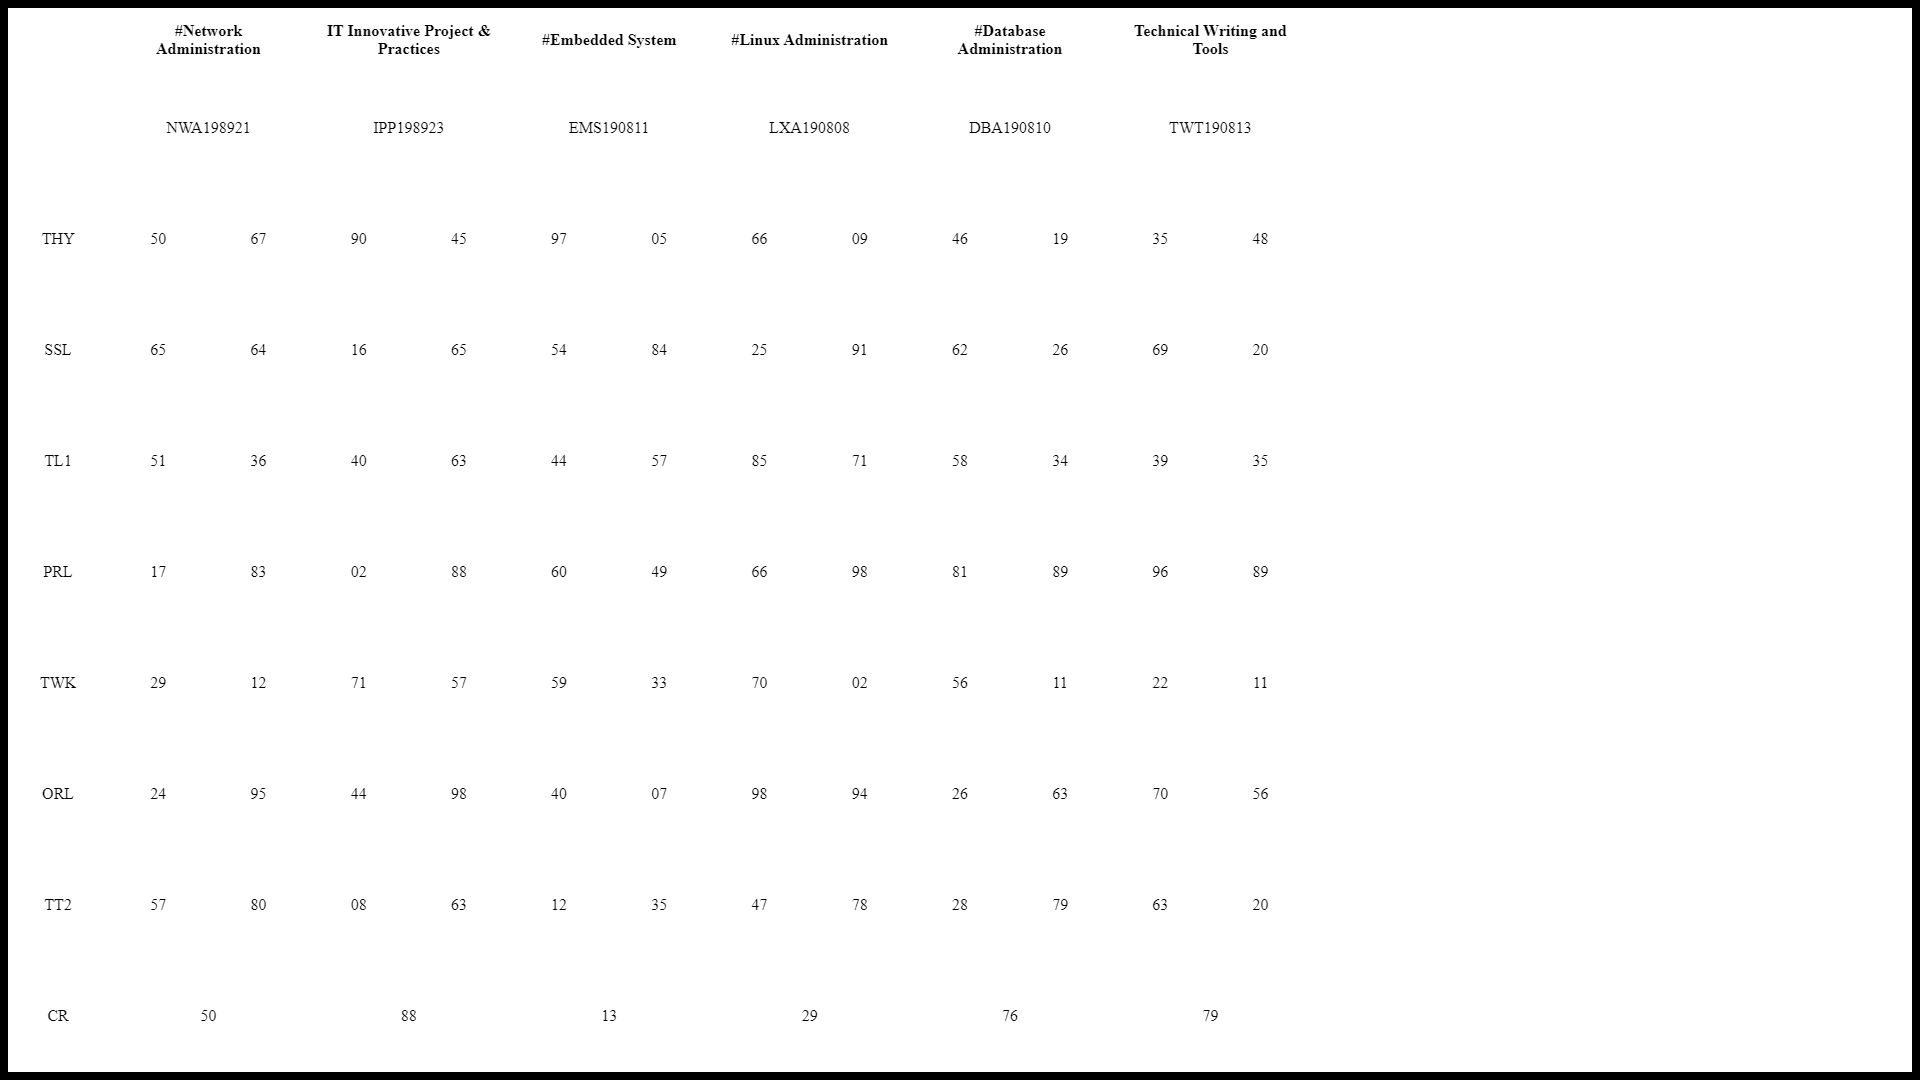 #Network Administration IT Innovative Project & Practices #Embedded System #Linux Administration #Database Administration Technical Writing and Tools
NWA198921 IPP198923 EMS190811 LXA190808 DBA190810 TWT190813
THY 50 67 90 45 97 05 66 09 46 19 35 48
SSL 65 64 16 65 54 84 25 91 62 26 69 20
TL1 51 36 40 63 44 57 85 71 58 34 39 35
PRL 17 83 02 88 60 49 66 98 81 89 96 89
TWK 29 12 71 57 59 33 70 02 56 11 22 11
ORL 24 95 44 98 40 07 98 94 26 63 70 56
TT2 57 80 08 63 12 35 47 78 28 79 63 20
CR 50 88 13 29 76 79